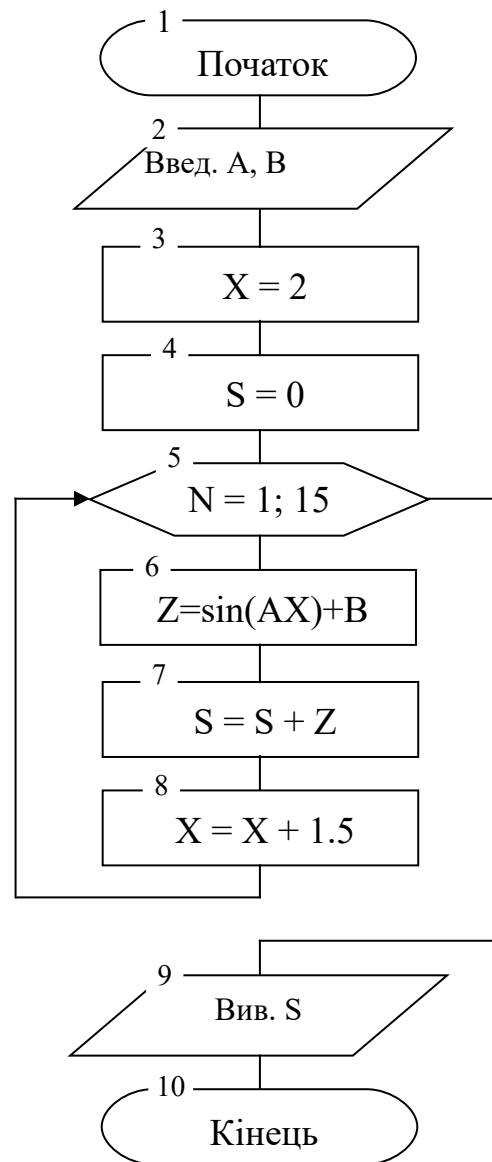 1
Початок
2
Введ. A, B
3
X = 2
4
S = 0
5
N = 1; 15
6
Z=sin(AX)+B
7
S = S + Z
8
X = X + 1.5
9
Вив. S
10
Кінець